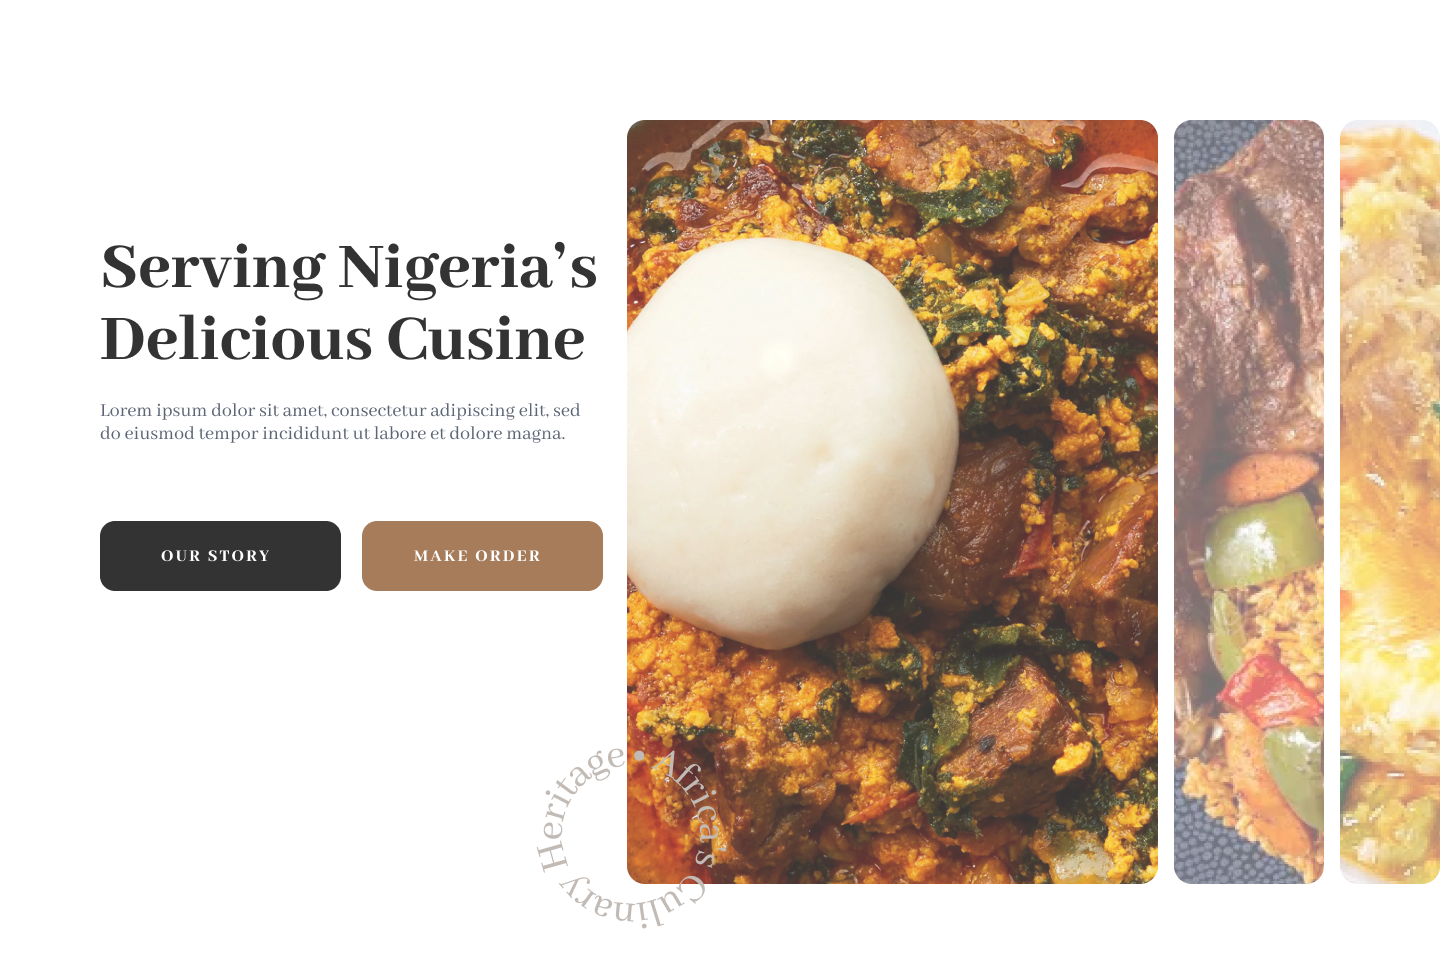 Serving Nigeria’s
Delicious Cusine
Lorem ipsum dolor sit amet, consectetur adipiscing elit, sed
do eiusmod tempor incididunt ut labore et dolore magna.
OUR STORY
MAKE ORDER
Africa's Culinary Heritage •